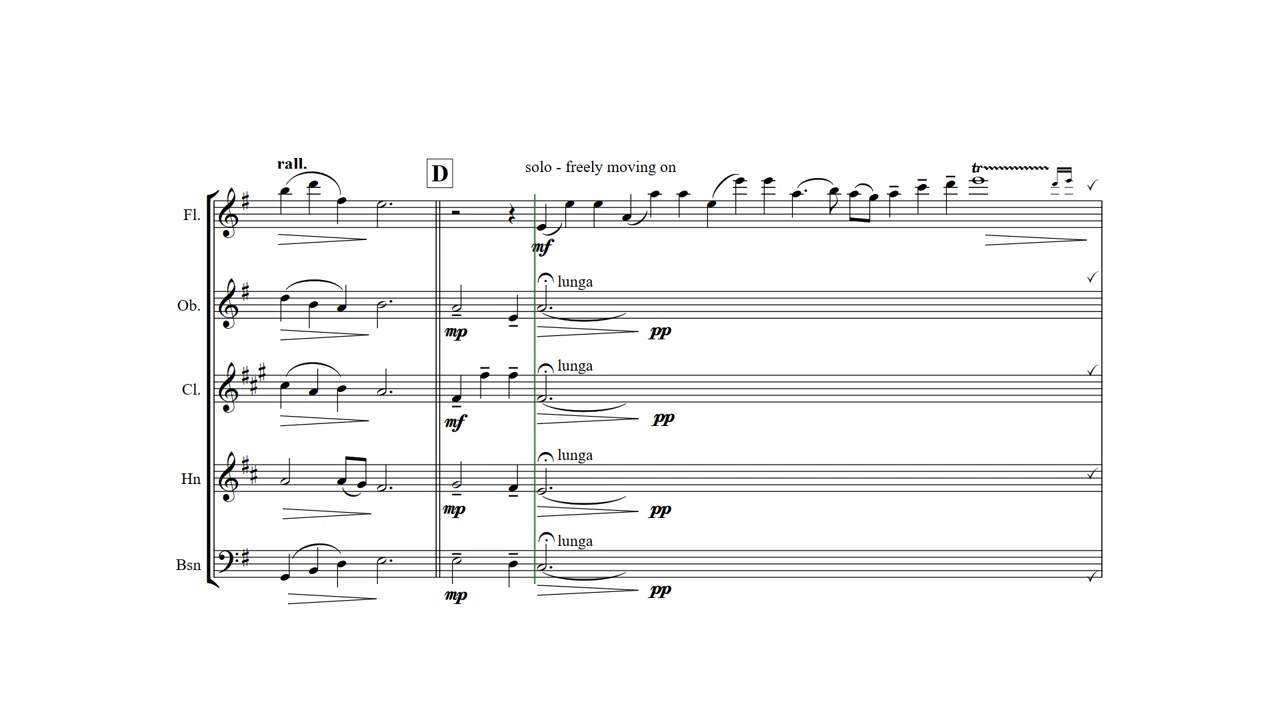 rall.
D
solo - freely moving on
tr
Fl.
mf
lunga
Ob.
mp
pp
lunga
Cl.
mf
pp
lunga
Hn
mp
pp
lunga
Bsn
mp
pp